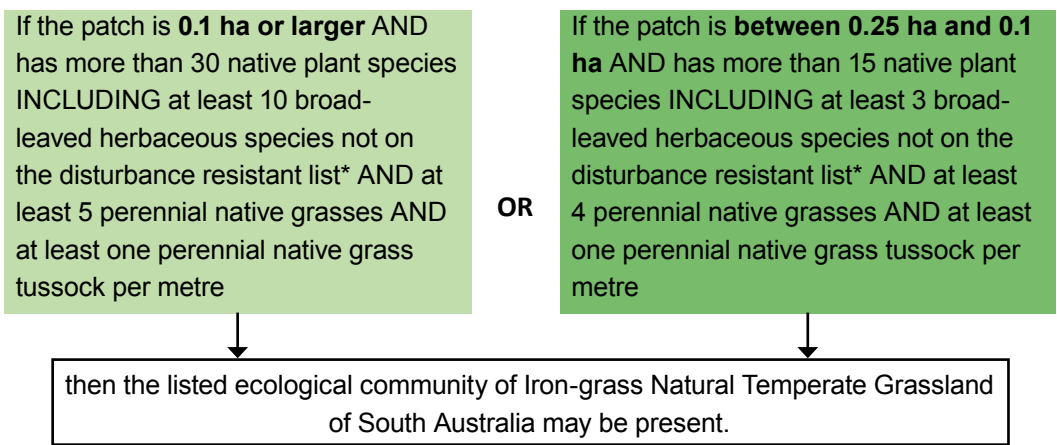 If the patch is 0.1 ha or larger AND
has more than 30 native plant species
INCLUDING at least 10 broad-
leaved herbaceous species not on
the disturbance resistant list* AND at
least 5 perennial native grasses AND
at least one perennial native grass
tussock per metre
OR
If the patch is between 0.25 ha and 0.1
ha AND has more than 15 native plant
species INCLUDING at least 3 broad-
leaved herbaceous species not on the
disturbance resistant list* AND at least
4 perennial native grasses AND at least
one perennial native grass tussock per
metre
then the listed ecological community of Iron-grass Natural Temperate Grassland
of South Australia may be present.